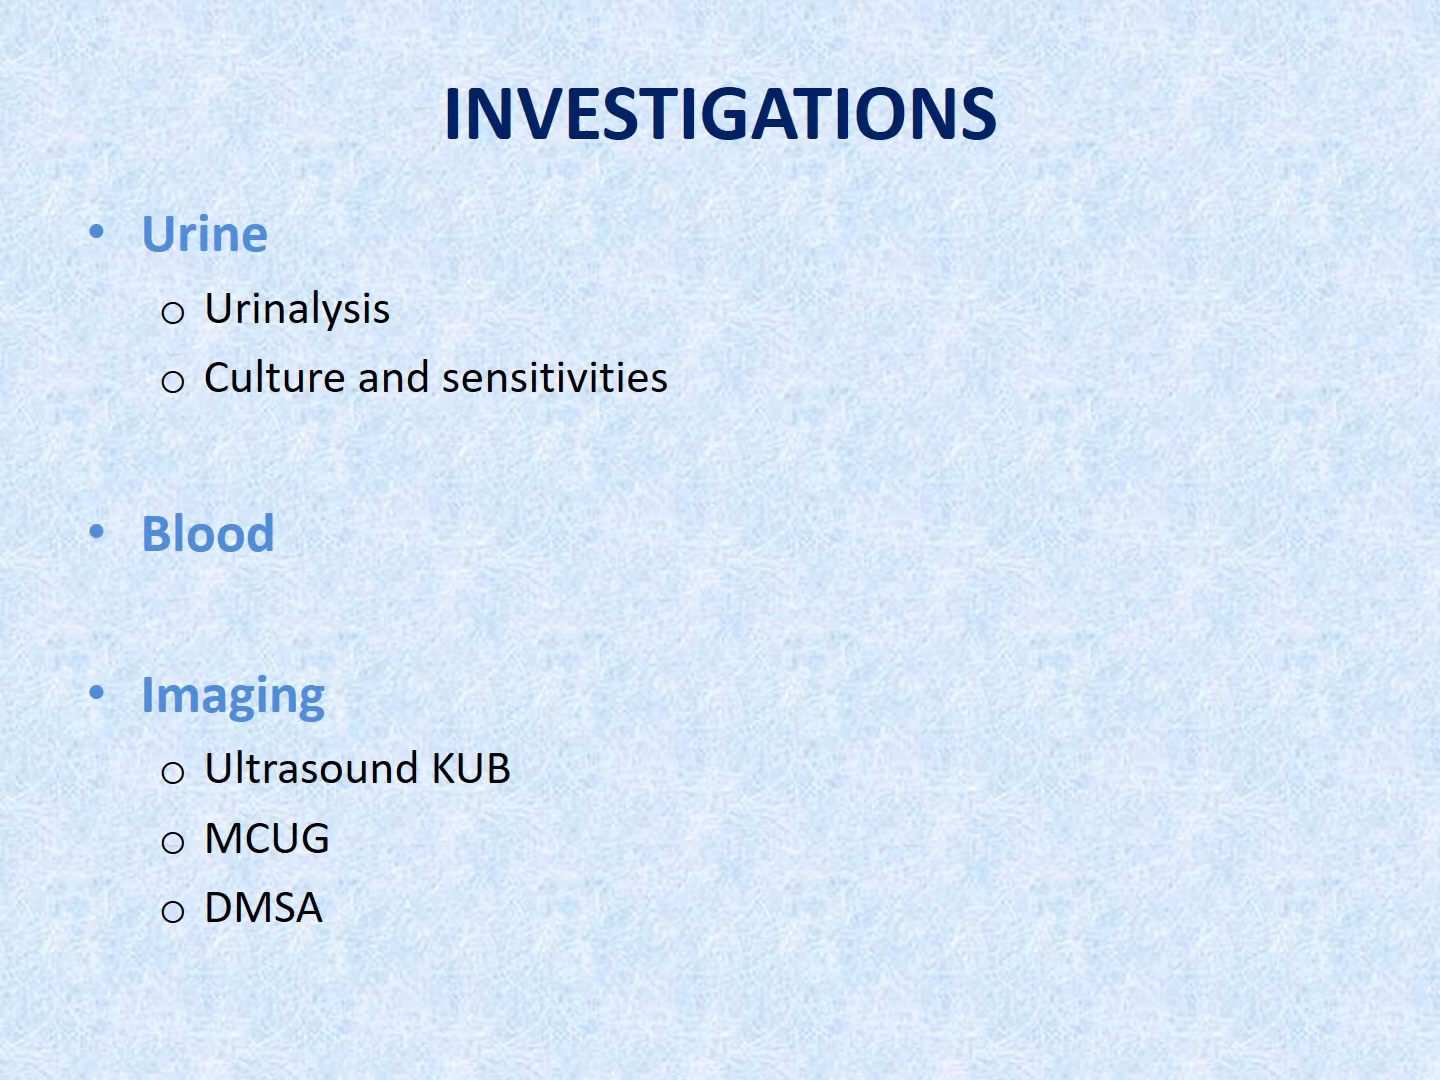 INVESTIGATIONS
• Urine
o Urinalysis
o Culture and sensitivities
• Blood
• Imaging
o Ultrasound KUB
o MCUG
o DMSA